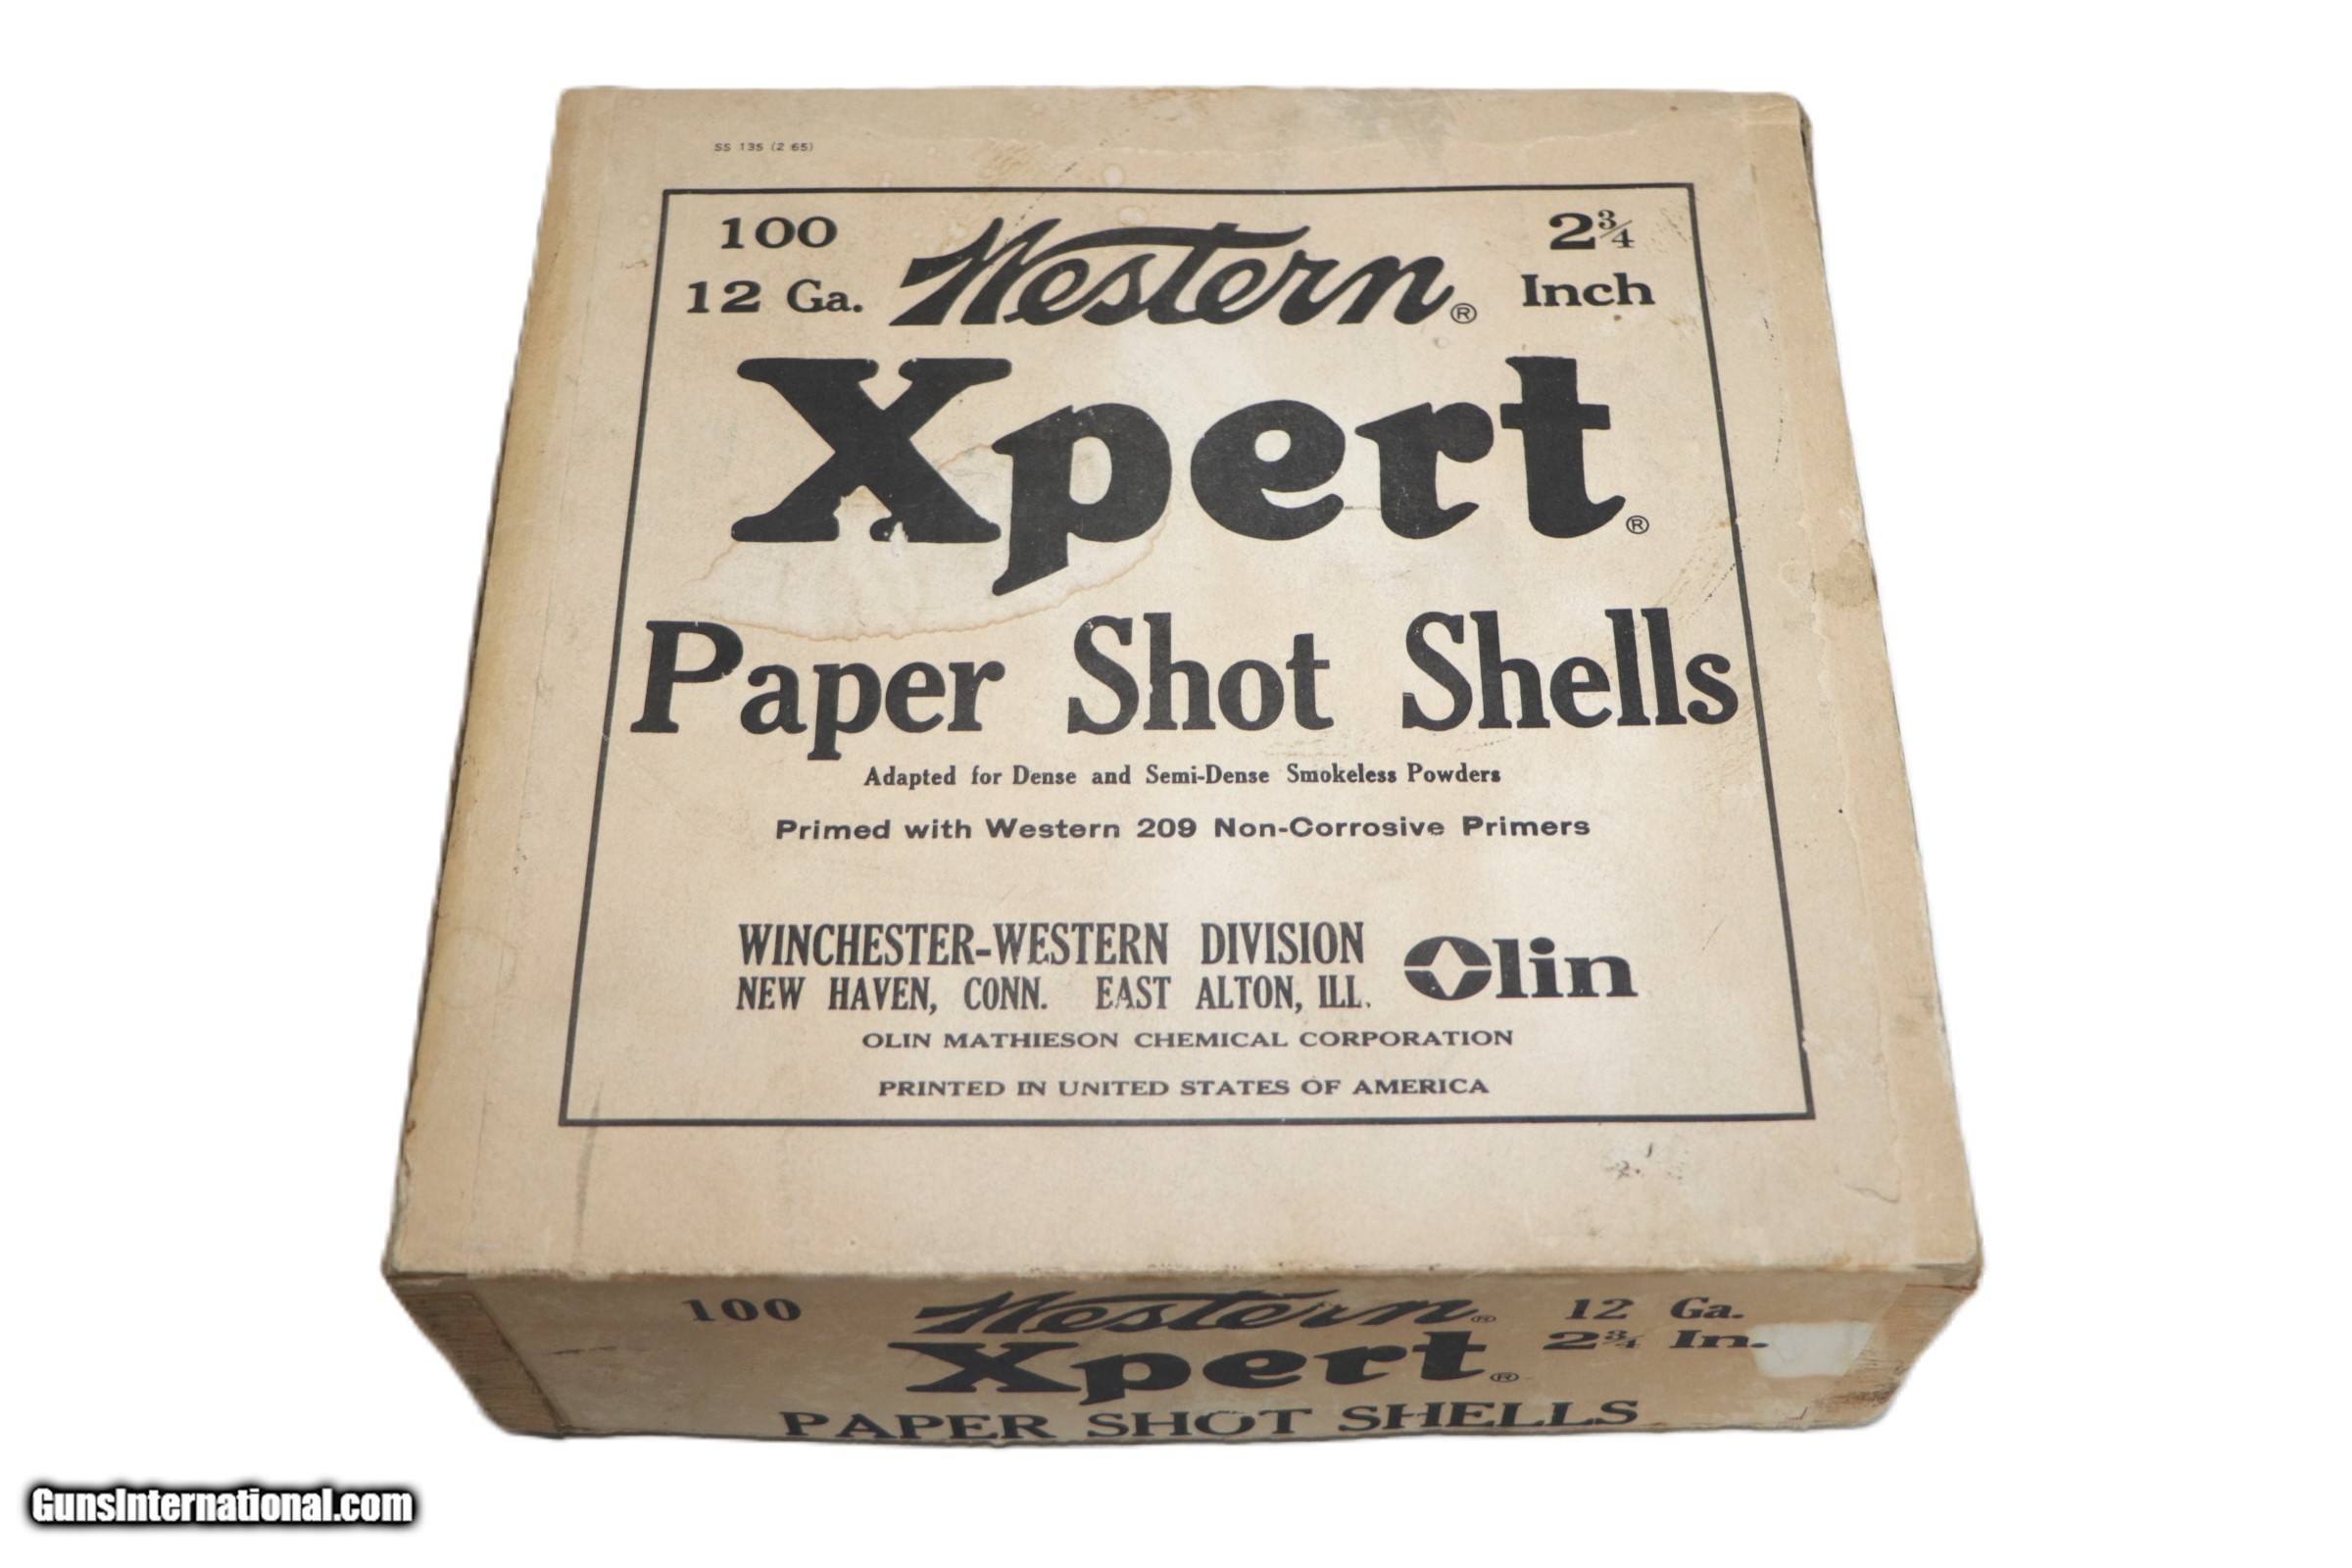 SS 135 (2 65)
100
12 Ga.
Western®
2¾
Inch
Xpert®
Paper Shot Shells
Adapted for Dense and Semi-Dense Smokeless Powders
Primed with Western 209 Non-Corrosive Primers
WINCHESTER-WESTERN DIVISION
NEW HAVEN, CONN. EAST ALTON, ILL.
Olin
OLIN MATHIESON CHEMICAL CORPORATION
PRINTED IN UNITED STATES OF AMERICA
100
Western®
12 Ga.
2¾ In.
Xpert®
PAPER SHOT SHELLS
GunsInternational.com